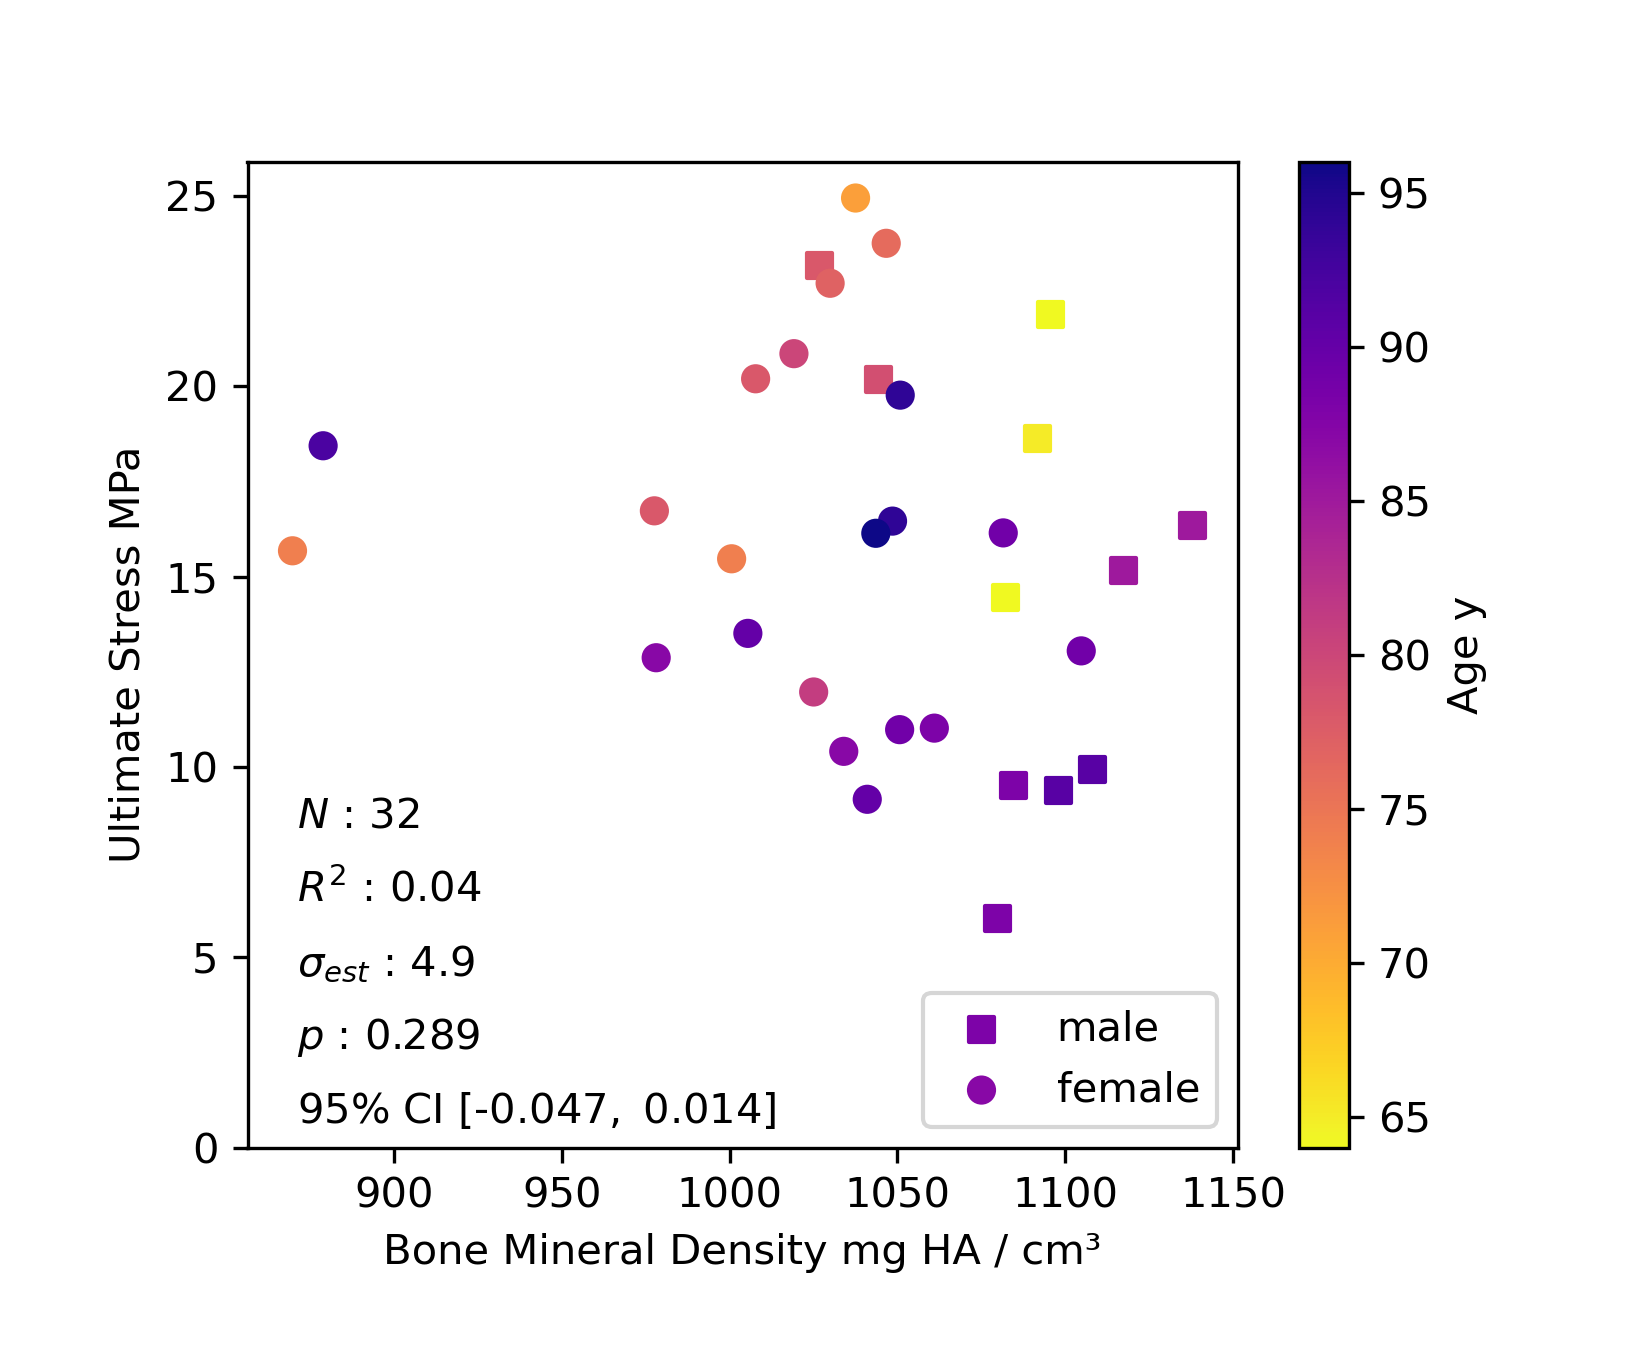 25
20
15
10
5
0
Ultimate Stress MPa
N : 32
R² : 0.04
σest : 4.9
p : 0.289
95% CI [-0.047, 0.014]
male
female
900 950 1000 1050 1100 1150
Bone Mineral Density mg HA / cm³
95
90
85
80
75
70
65
Age y